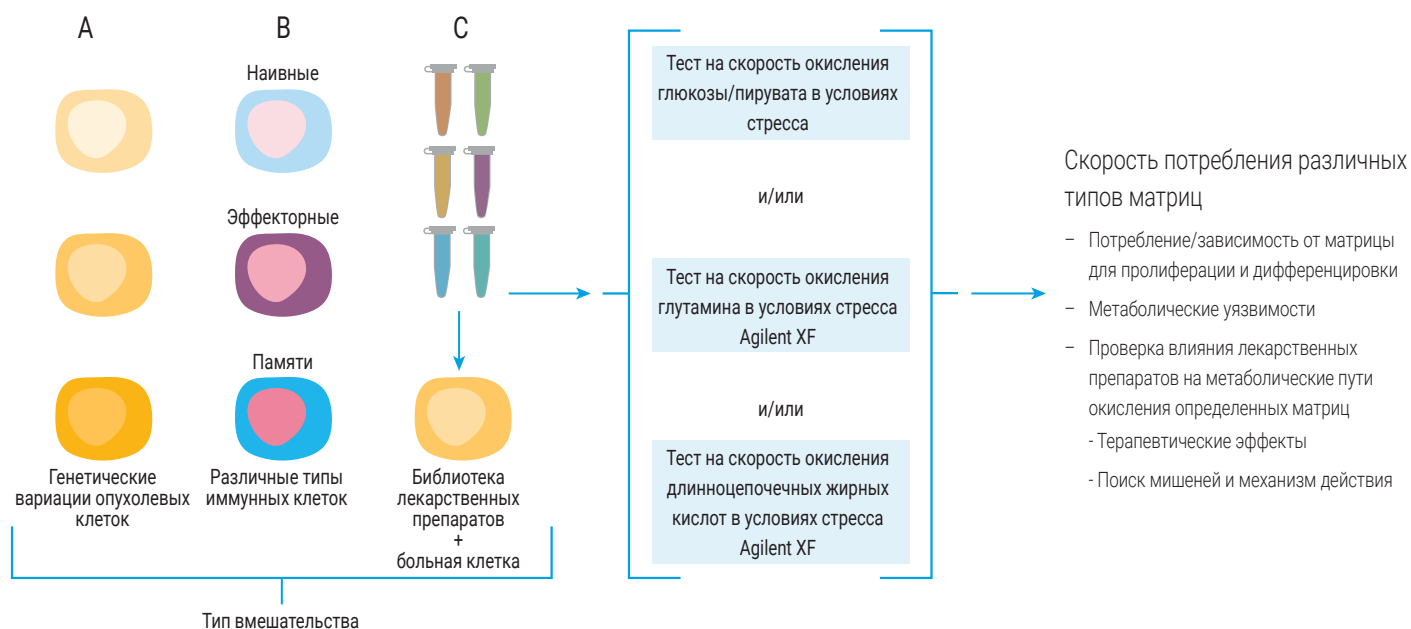 A
B
C
Наивные
Эффекторные
Памяти
Генетические
вариации опухолевых
клеток
Различные типы
иммунных клеток
Библиотека
лекарственных
препаратов
+
больная клетка
Тип вмешательства
Тест на скорость окисления
глюкозы/пирувата в условиях
стресса
и/или
Тест на скорость окисления
глутамина в условиях стресса
Agilent XF
и/или
Тест на скорость окисления
длинноцепочечных жирных
кислот в условиях стресса
Agilent XF
Скорость потребления различных
типов матриц
– Потребление/зависимость от матрицы
для пролиферации и дифференцировки
– Метаболические уязвимости
– Проверка влияния лекарственных
препаратов на метаболические пути
окисления определенных матриц
- Терапевтические эффекты
- Поиск мишеней и механизм действия